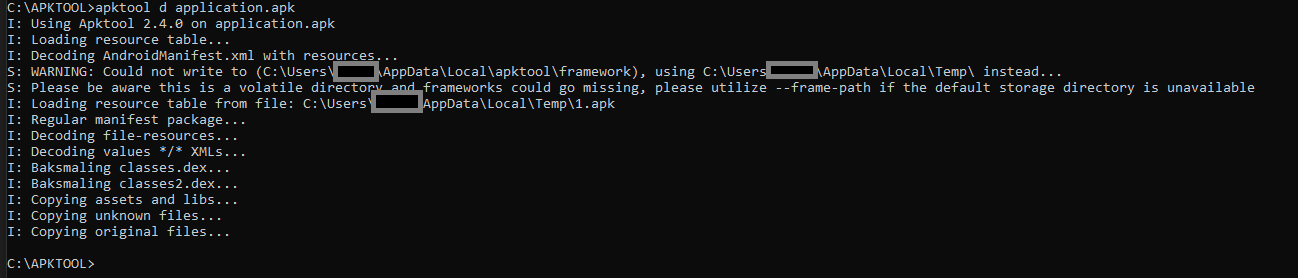 C:\APKTOOL>apktool d application.apk
I: Using Apktool 2.4.0 on application.apk
I: Loading resource table...
I: Decoding AndroidManifest.xml with resources...
S: WARNING: Could not write to (C:\Users\ \AppData\Local\apktool\framework), using C:\Users \AppData\Local\Temp\ instead...
S: Please be aware this is a volatile directory and frameworks could go missing, please utilize --frame-path if the default storage directory is unavailable
I: Loading resource table from file: C:\Users\ AppData\Local\Temp\1.apk
I: Regular manifest package...
I: Decoding file-resources...
I: Decoding values */* XMLs...
I: Baksmaling classes.dex...
I: Baksmaling classes2.dex...
I: Copying assets and libs...
I: Copying unknown files...
I: Copying original files...
C:\APKTOOL>